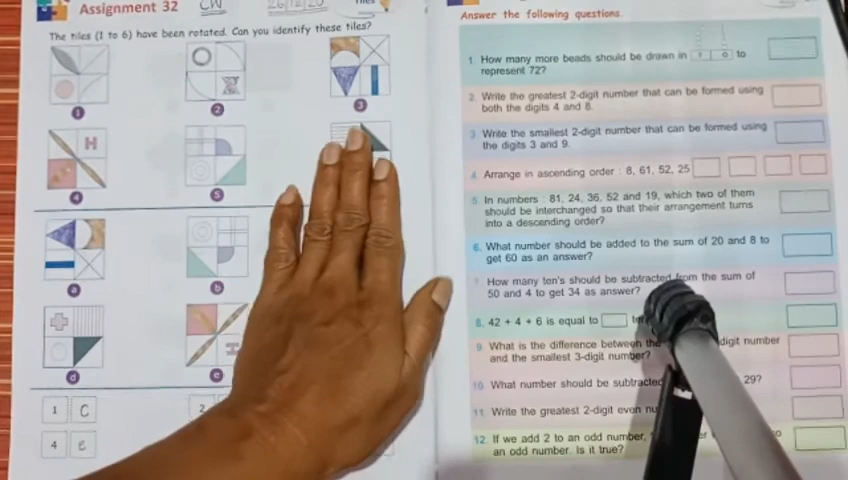 Assignment 32
CW
The tiles (1 to 6) have been rotated. Can you identify these tiles?
1
2
3
H
4
5
a
b
d
e
1 C
2
4 e
Answer the following questions.
1. How many more beads should be drawn in T O to
represent 72?
2. Write the greatest 2-digit number that can be formed using
both the digits 4 and 8.
3. Write the smallest 2-digit number that can be formed using
the digits 3 and 9.
4. Arrange in ascending order : 8, 61, 52, 25
5. In numbers : 81, 24, 36, 52 and 19, which two of them
should be interchanged so that their arrangement turns
into a descending order?
6. What number should be added to the sum of 20 and 8 to
get 60 as an answer?
7. How many ten's should be subtracted from the sum of
50 and 4 to get 34 as answer?
8. 42 + 4 + 6 is equal to
9. What is the difference between the digit number
and the smallest 3-digit number?
10. What number should be subtracted 29?
11. Write the greatest 2-digit even
12. If we add 2 to an odd number,
an odd number. Is it true?